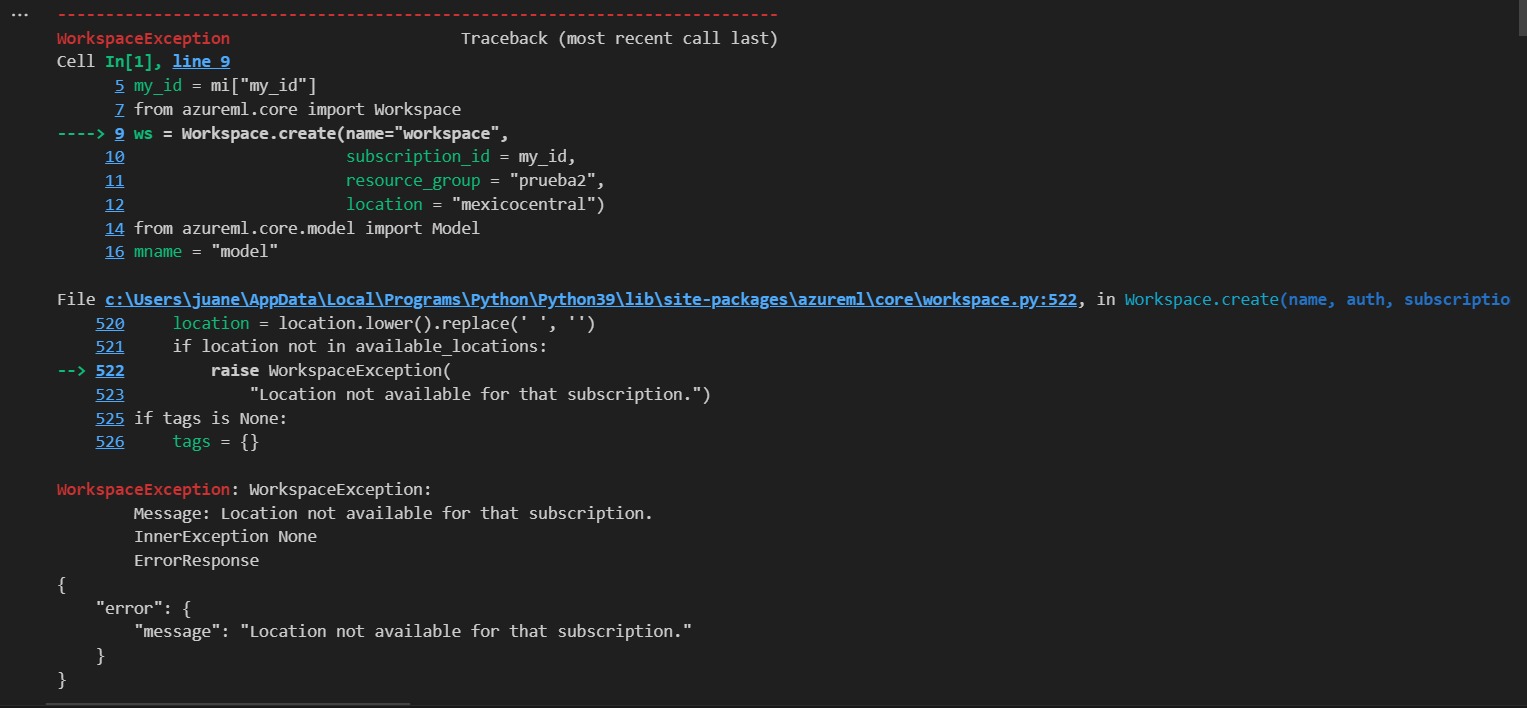 ...
---------------------------------------------------------------------------
WorkspaceException                        Traceback (most recent call last)
Cell In[1], line 9
      5 my_id = mi["my_id"]
      7 from azureml.core import Workspace
----> 9 ws = Workspace.create(name="workspace",
     10                       subscription_id = my_id,
     11                       resource_group = "prueba2",
     12                       location = "mexicocentral")
     14 from azureml.core.model import Model
     16 mname = "model"
File c:\Users\juane\AppData\Local\Programs\Python\Python39\lib\site-packages\azureml\core\workspace.py:522, in Workspace.create(name, auth, subscriptio
    520     location = location.lower().replace(' ', '')
    521     if location not in available_locations:
--> 522         raise WorkspaceException(
    523             "Location not available for that subscription.")
    525 if tags is None:
    526     tags = {}
WorkspaceException: WorkspaceException:
        Message: Location not available for that subscription.
        InnerException None
        ErrorResponse
{
    "error": {
        "message": "Location not available for that subscription."
    }
}